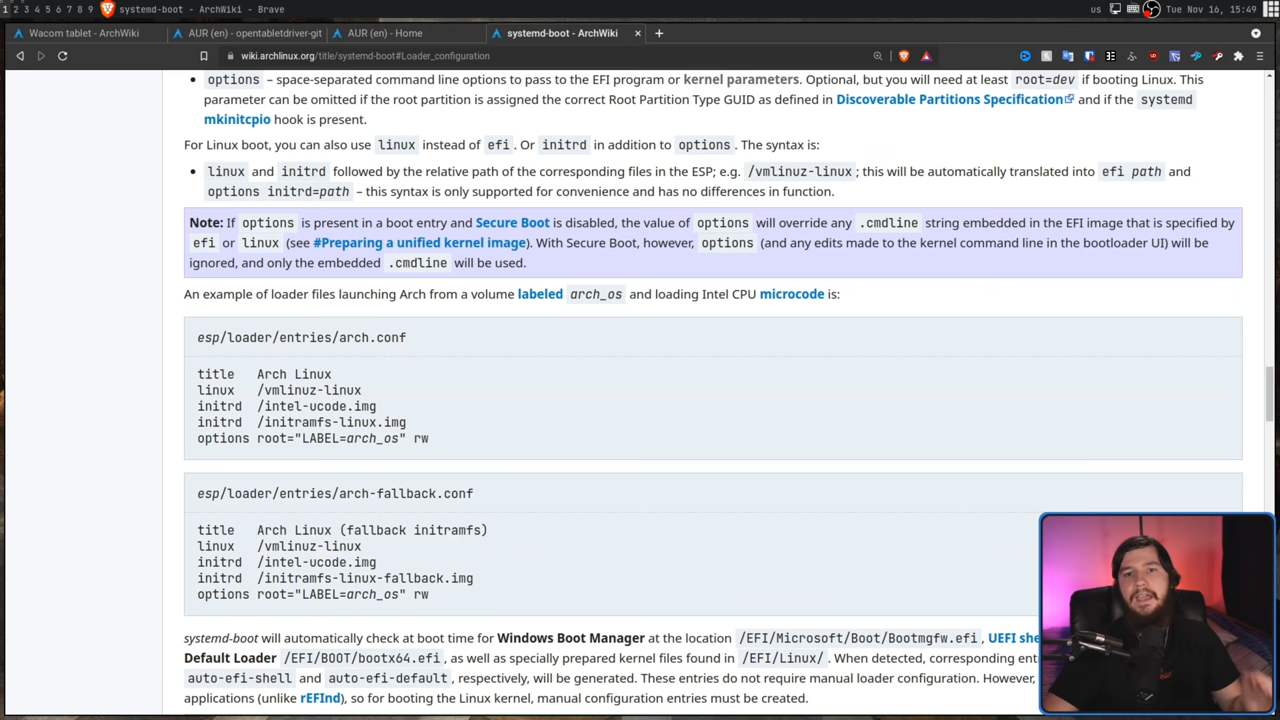 1 2 3 4 5 6 7 8 9 systemd-boot - ArchWiki - Brave us Tue Nov 16, 15:49
Wacom tablet - ArchWiki AUR (en) - opentabletdriver-git AUR (en) - Home systemd-boot - ArchWiki
wiki.archlinux.org/title/systemd-boot#Loader_configuration
options – space-separated command line options to pass to the EFI program or kernel parameters. Optional, but you will need at least root=dev if booting Linux. This
parameter can be omitted if the root partition is assigned the correct Root Partition Type GUID as defined in Discoverable Partitions Specification and if the systemd
mkinitcpio hook is present.
For Linux boot, you can also use linux instead of efi. Or initrd in addition to options. The syntax is:
linux and initrd followed by the relative path of the corresponding files in the ESP; e.g. /vmlinuz-linux; this will be automatically translated into efi path and
options initrd=path – this syntax is only supported for convenience and has no differences in function.
Note: If options is present in a boot entry and Secure Boot is disabled, the value of options will override any .cmdline string embedded in the EFI image that is specified by
efi or linux (see #Preparing a unified kernel image). With Secure Boot, however, options (and any edits made to the kernel command line in the bootloader UI) will be
ignored, and only the embedded .cmdline will be used.
An example of loader files launching Arch from a volume labeled arch_os and loading Intel CPU microcode is:
esp/loader/entries/arch.conf
title Arch Linux
linux /vmlinuz-linux
initrd /intel-ucode.img
initrd /initramfs-linux.img
options root="LABEL=arch_os" rw
esp/loader/entries/arch-fallback.conf
title Arch Linux (fallback initramfs)
linux /vmlinuz-linux
initrd /intel-ucode.img
initrd /initramfs-linux-fallback.img
options root="LABEL=arch_os" rw
systemd-boot will automatically check at boot time for Windows Boot Manager at the location /EFI/Microsoft/Boot/Bootmgfw.efi, UEFI she
Default Loader /EFI/BOOT/bootx64.efi, as well as specially prepared kernel files found in /EFI/Linux/. When detected, corresponding ent
auto-efi-shell and auto-efi-default, respectively, will be generated. These entries do not require manual loader configuration. However,
applications (unlike rEFInd), so for booting the Linux kernel, manual configuration entries must be created.